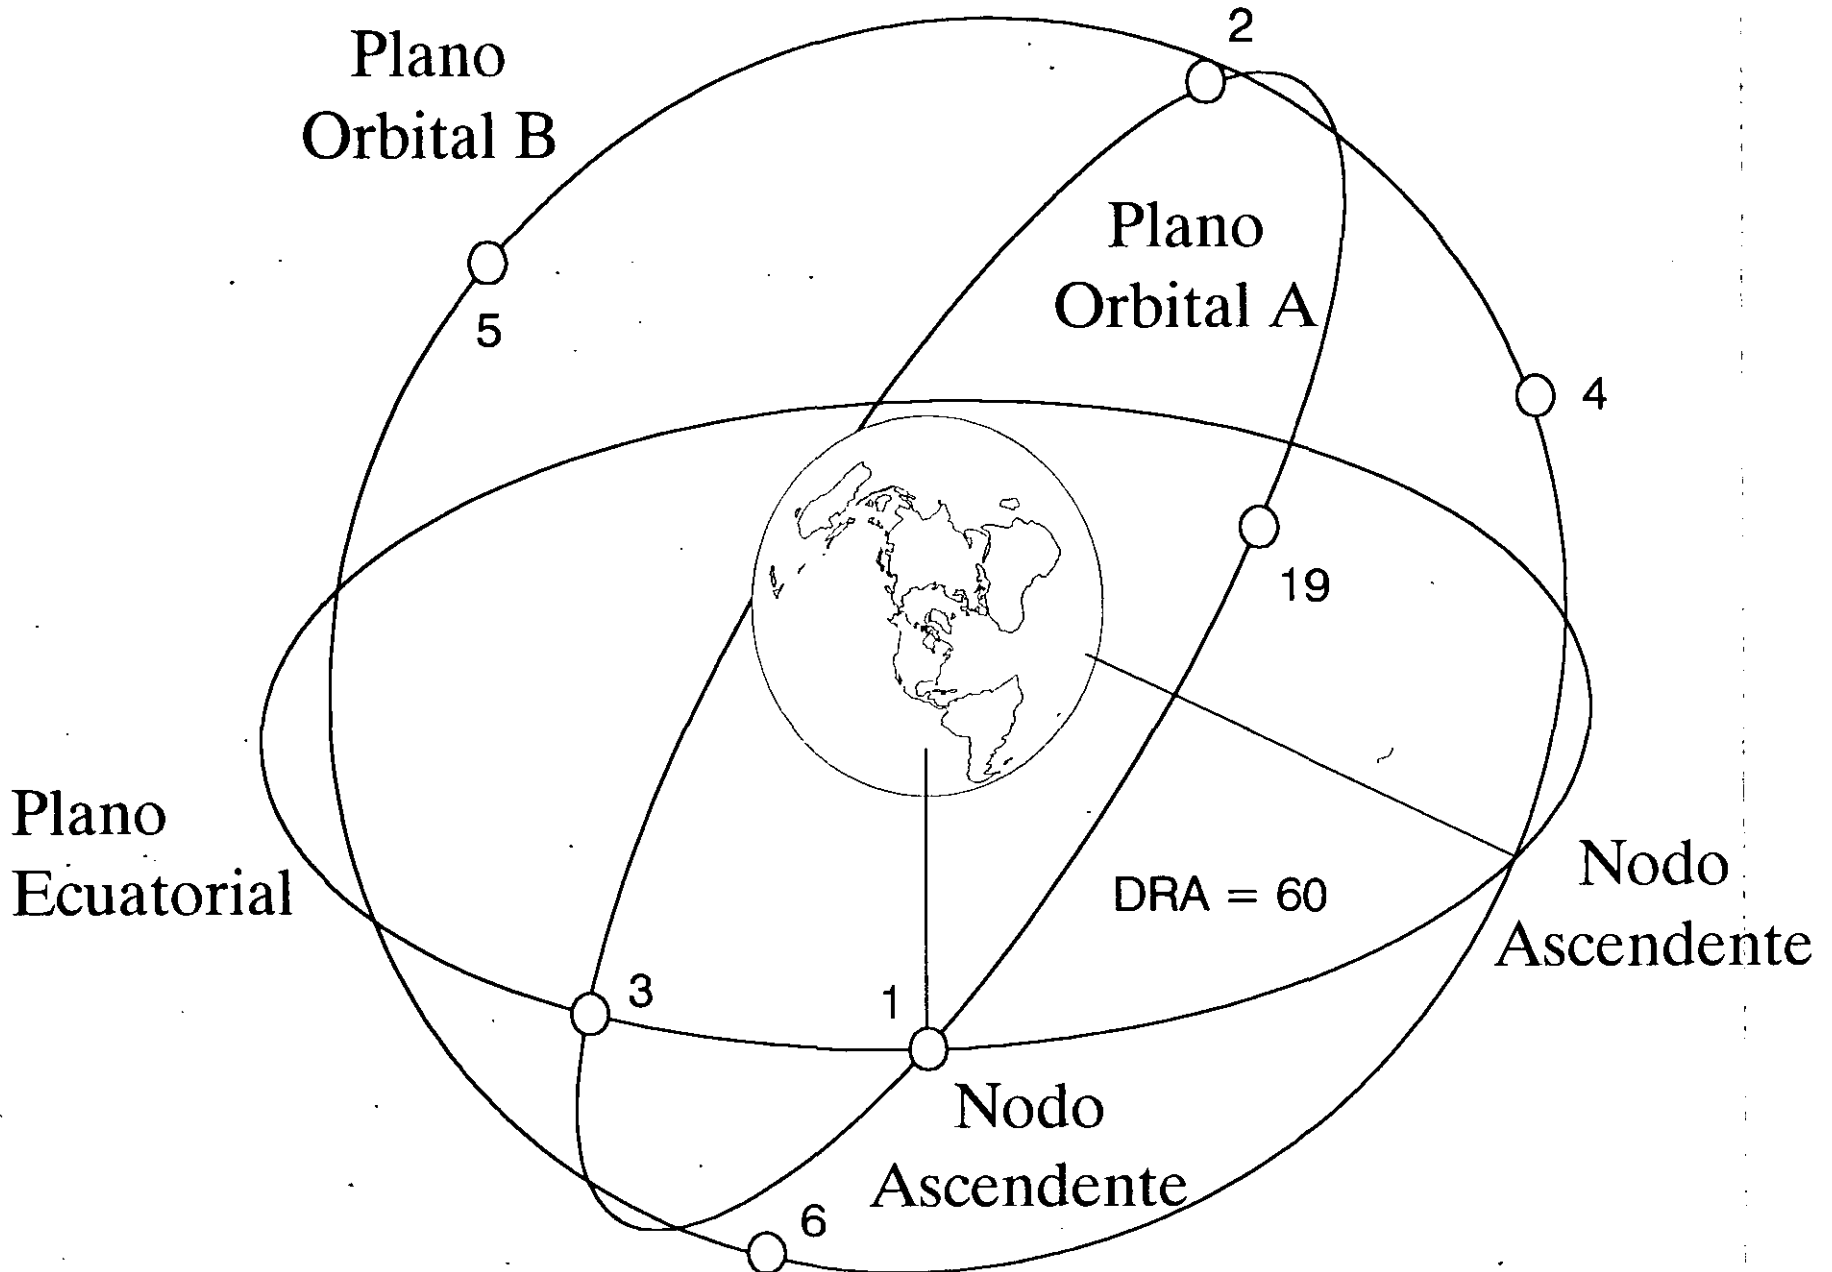 2
Plano
Orbital B
Plano
Orbital A
5
4
19
Plano
Ecuatorial
DRA = 60
Nodo
Ascendente
3
1
Nodo
Ascendente
6